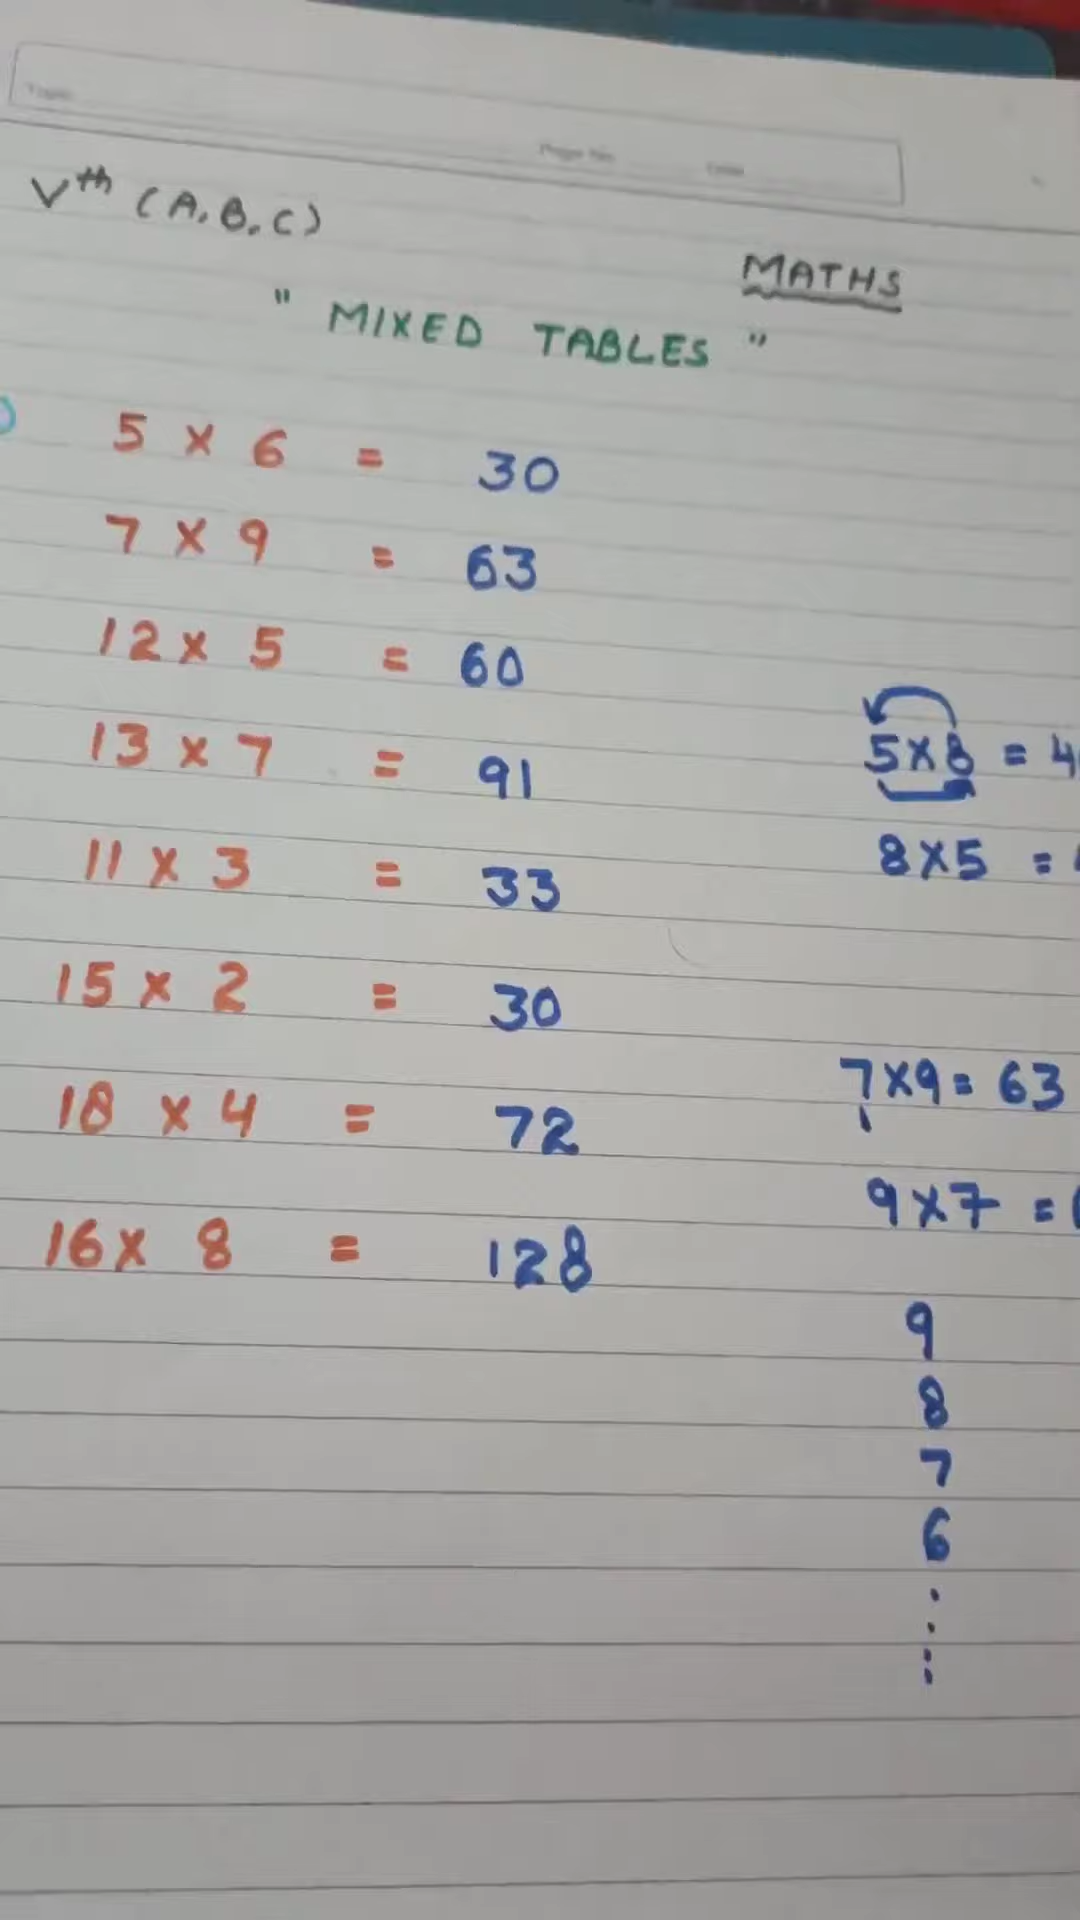 Vth (A.B.C)
MATHS
" MIXED TABLES "
5 x 6 = 30
7 x 9 = 63
12 x 5 = 60
13 x 7 = 91
11 x 3 = 33
15 x 2 = 30
18 x 4 = 72
16 x 8 = 128
5x8 = 4
8x5 =
7x9 = 63
9x7 =
9
8
7
6